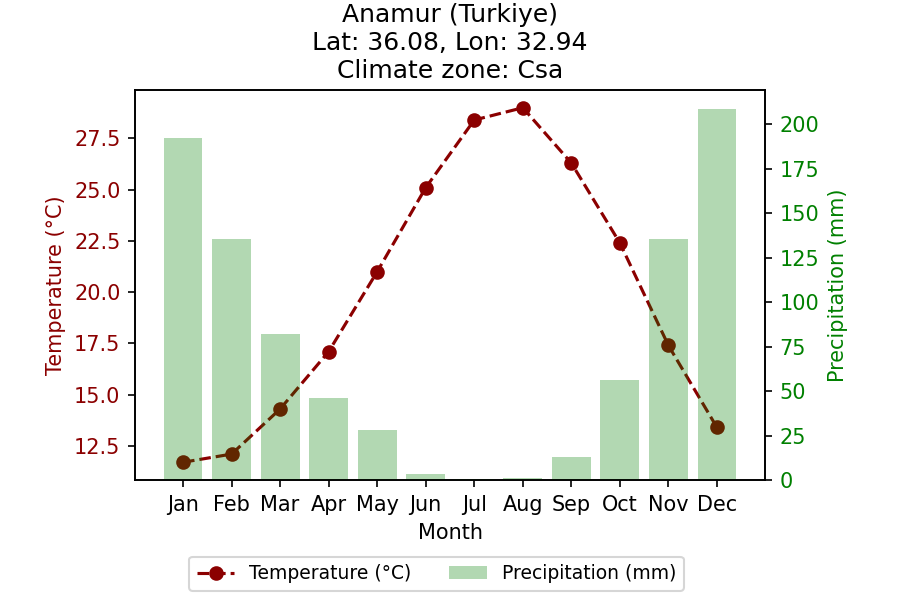 Anamur (Turkiye)
Lat: 36.08, Lon: 32.94
Climate zone: Csa
Temperature (°C)
27.5
25.0
22.5
20.0
17.5
15.0
12.5
200
175
150
125
100
75
50
25
0
Precipitation (mm)
Jan Feb Mar Apr May Jun Jul Aug Sep Oct Nov Dec
Month
Temperature (°C) Precipitation (mm)